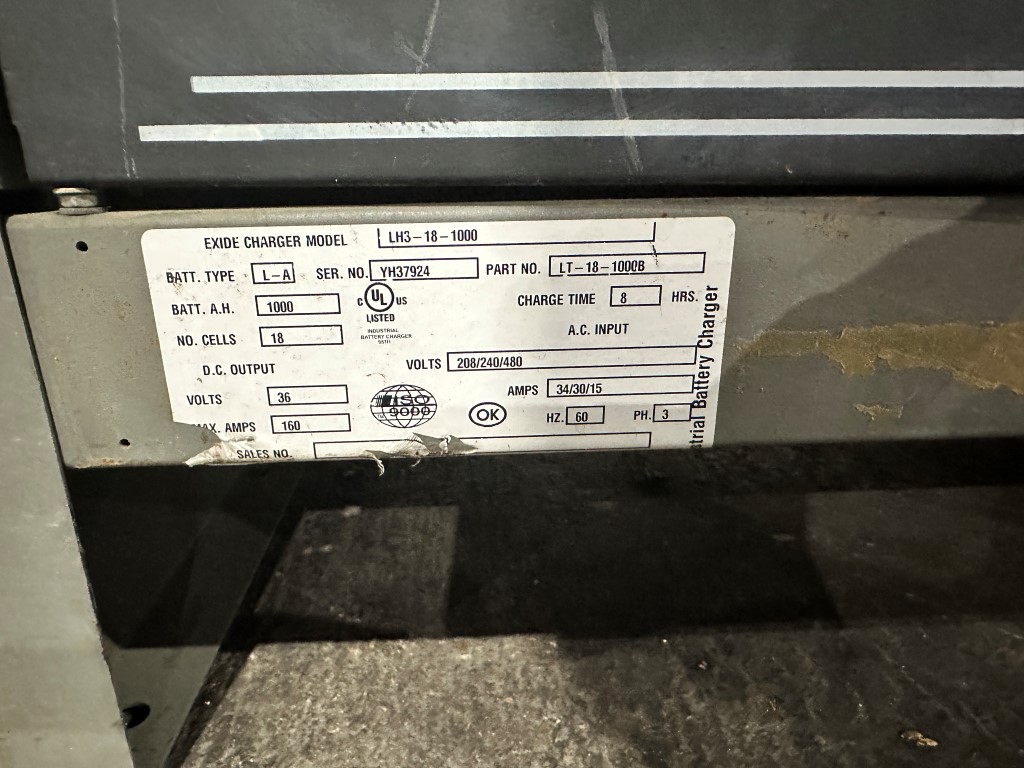 EXIDE CHARGER MODEL LH3-18-1000
BATT. TYPE L-A SER. NO. YH37924 PART NO. LT-18-1000B
BATT. A.H. 1000 C UL US LISTED CHARGE TIME 8 HRS.
INDUSTRIAL
BATTERY CHARGER
NO. CELLS 18 A.C. INPUT
D.C. OUTPUT VOLTS 208/240/480
VOLTS 36 ISO 9000 AMPS 34/30/15
MAX. AMPS 160 OK HZ. 60 PH. 3
SALES NO.
Battery Charger